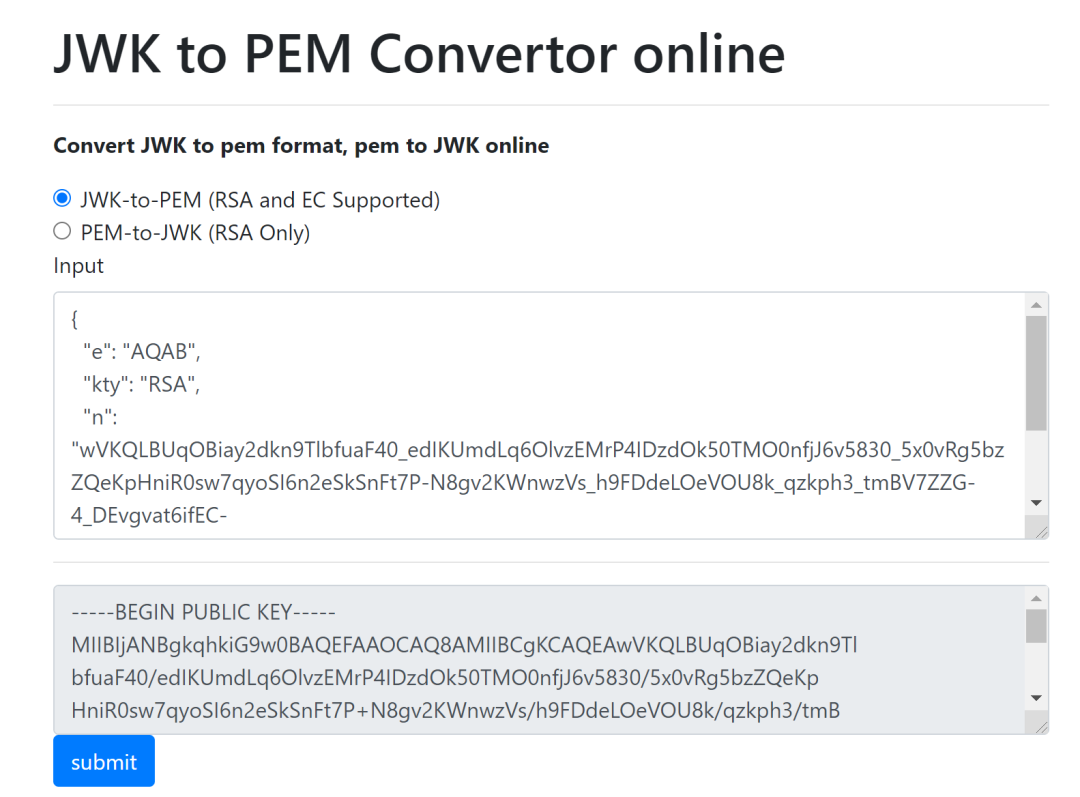 JWK to PEM Convertor online
Convert JWK to pem format, pem to JWK online
JWK-to-PEM (RSA and EC Supported)
PEM-to-JWK (RSA Only)
Input
{
"e": "AQAB",
"kty": "RSA",
"n":
"wVKQLBUqOBiay2dkn9TlbfuaF40_edIKUmdLq6OlvzEMrP4IDzdOk50TMO0nfjJ6v5830_5x0vRg5bz
ZQeKpHniR0sw7qyoSI6n2eSkSnFt7P-N8gv2KWnwzVs_h9FDdeLOeVOU8k_qzkph3_tmBV7ZZG-
4_DEvgvat6ifEC-
-----BEGIN PUBLIC KEY-----
MIIBIjANBgkqhkiG9w0BAQEFAAOCAQ8AMIIBCgKCAQEAwVKQLBUqOBiay2dkn9Tl
bfuaF40/edIKUmdLq6OlvzEMrP4IDzdOk50TMO0nfjJ6v5830/5x0vRg5bzZQeKp
HniR0sw7qyoSI6n2eSkSnFt7P+N8gv2KWnwzVs/h9FDdeLOeVOU8k/qzkph3/tmB
submit